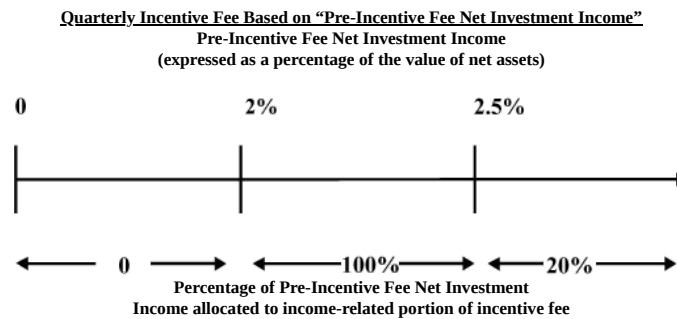 Quarterly Incentive Fee Based on “Pre-Incentive Fee Net Investment Income”
Pre-Incentive Fee Net Investment Income
(expressed as a percentage of the value of net assets)
0 2% 2.5%
0 100% 20%
Percentage of Pre-Incentive Fee Net Investment
Income allocated to income-related portion of incentive fee